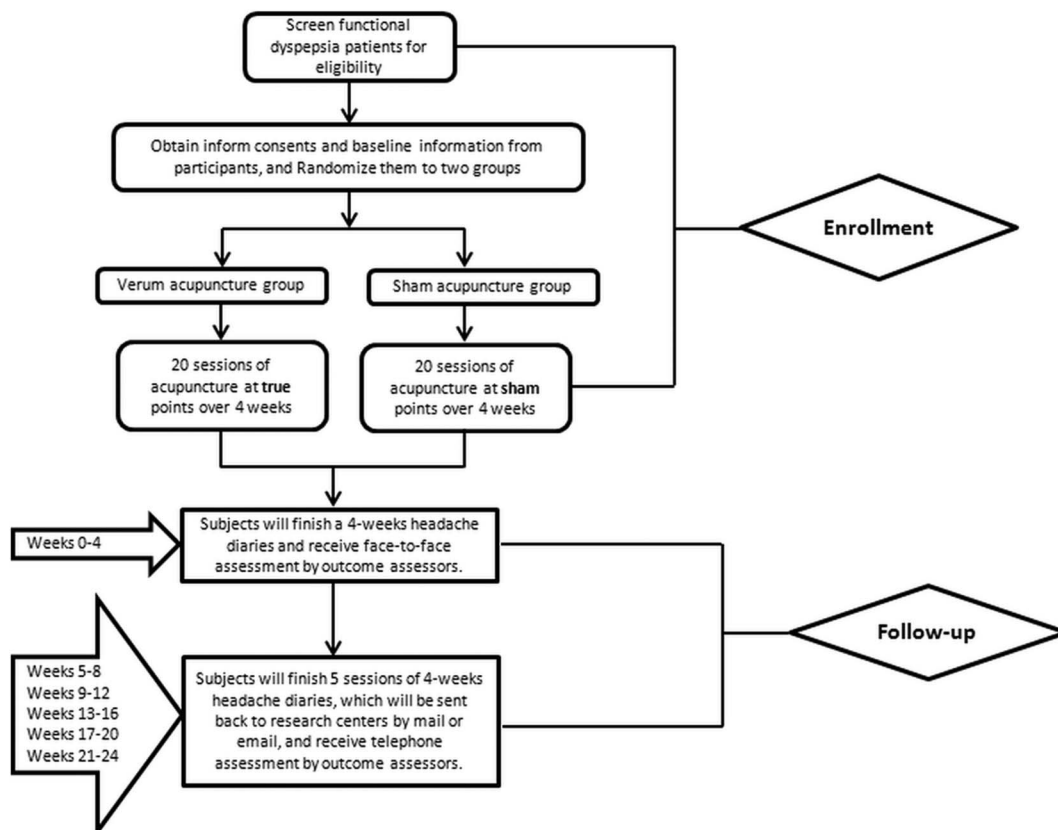 Screen functional
dyspepsia patients for
eligibility
Obtain inform consents and baseline information from
participants, and Randomize them to two groups
Enrollment
Verum acupuncture group
Sham acupuncture group
20 sessions of
acupuncture at true
points over 4 weeks
20 sessions of
acupuncture at sham
points over 4 weeks
Weeks 0-4
Subjects will finish a 4-weeks headache
diaries and receive face-to-face
assessment by outcome assessors.
Follow-up
Weeks 5-8
Weeks 9-12
Weeks 13-16
Weeks 17-20
Weeks 21-24
Subjects will finish 5 sessions of 4-weeks
headache diaries, which will be sent
back to research centers by mail or
email, and receive telephone
assessment by outcome assessors.